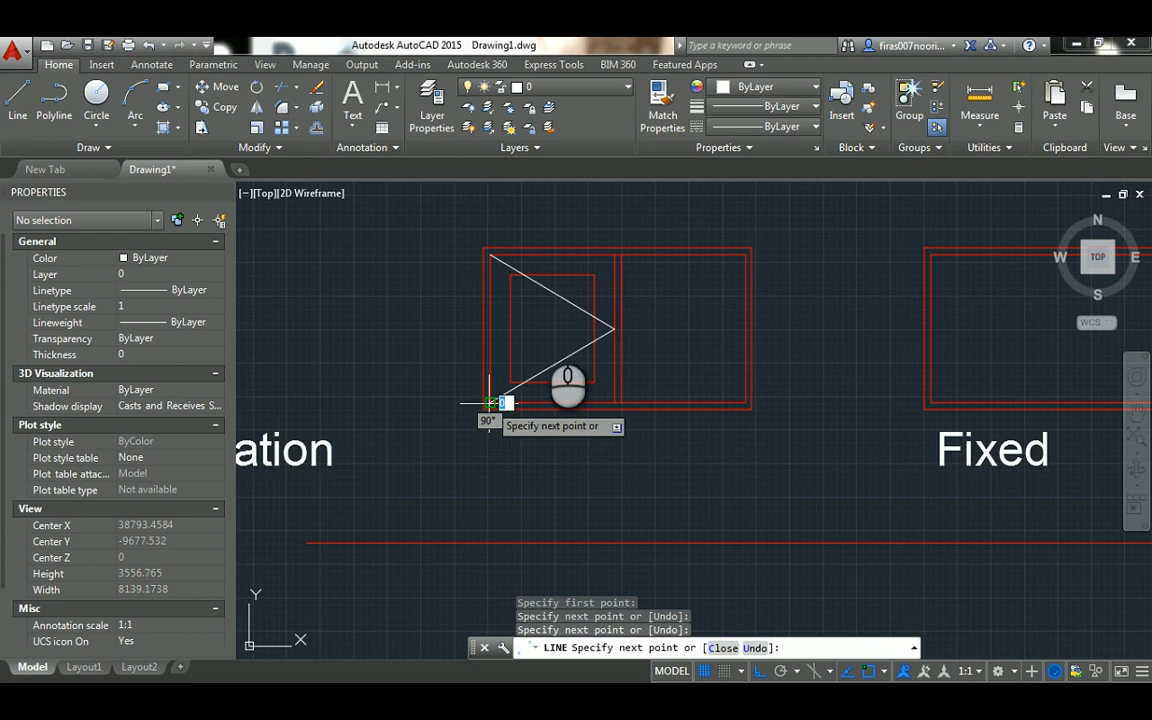 Autodesk AutoCAD 2015 Drawing1.dwg
Type a keyword or phrase
firas007noori...
Home Insert Annotate Parametric View Manage Output Add-ins Autodesk 360 Express Tools BIM 360 Featured Apps
Line Polyline Circle Arc
Move
Copy
Text
Layer Properties
0
Match Properties
ByLayer
ByLayer
ByLayer
Insert
Group
Measure
Paste
Base
Draw Modify Annotation Layers Properties Block Groups Utilities Clipboard View
New Tab Drawing1*
PROPERTIES
No selection
General
Color ByLayer
Layer 0
Linetype ByLayer
Linetype scale 1
Lineweight ByLayer
Transparency ByLayer
Thickness 0
3D Visualization
Material ByLayer
Shadow display Casts and Receives S...
Plot style
Plot style ByColor
Plot style table None
Plot table attac... Model
Plot table type Not available
View
Center X 38793.4584
Center Y -9677.532
Center Z 0
Height 3556.765
Width 8139.1738
Misc
Annotation scale 1:1
UCS icon On Yes
[−][Top][2D Wireframe]
N
W TOP E
S
WCS
0
90°
Specify next point or
ation
Fixed
Y
X
Specify first point:
Specify next point or [Undo]:
Specify next point or [Undo]:
LINE Specify next point or [Close Undo]:
Model Layout1 Layout2 +
MODEL 1:1